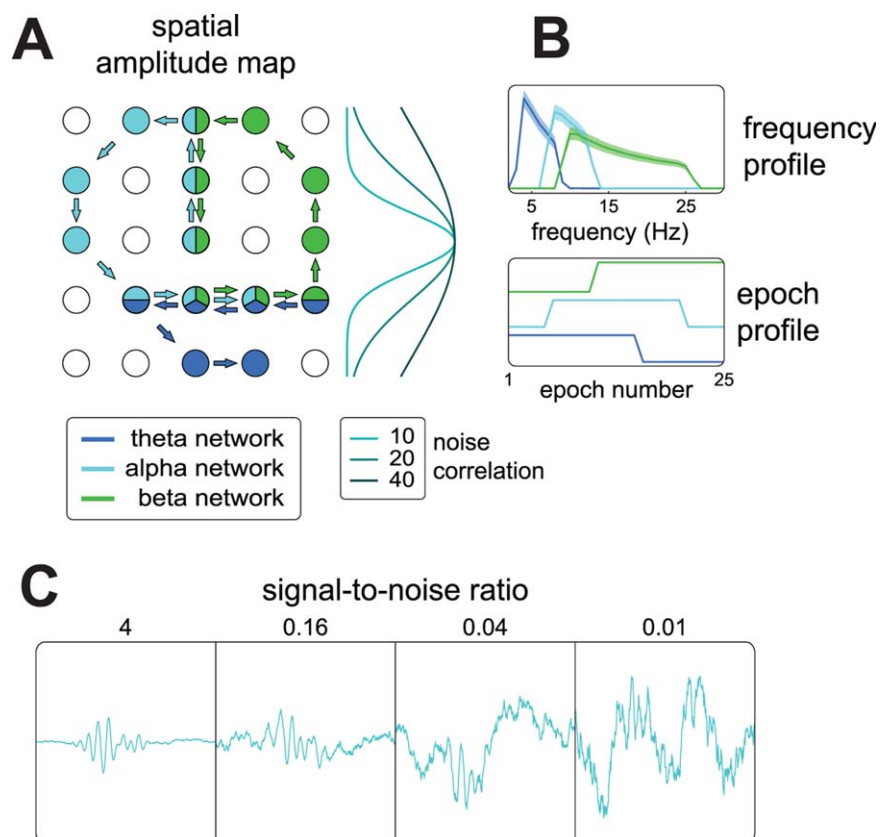 A
spatial
amplitude map
B
frequency
profile
5
15
25
frequency (Hz)
epoch
profile
1
25
epoch number
theta network
alpha network
beta network
10
20
40
noise
correlation
C
signal-to-noise ratio
4
0.16
0.04
0.01